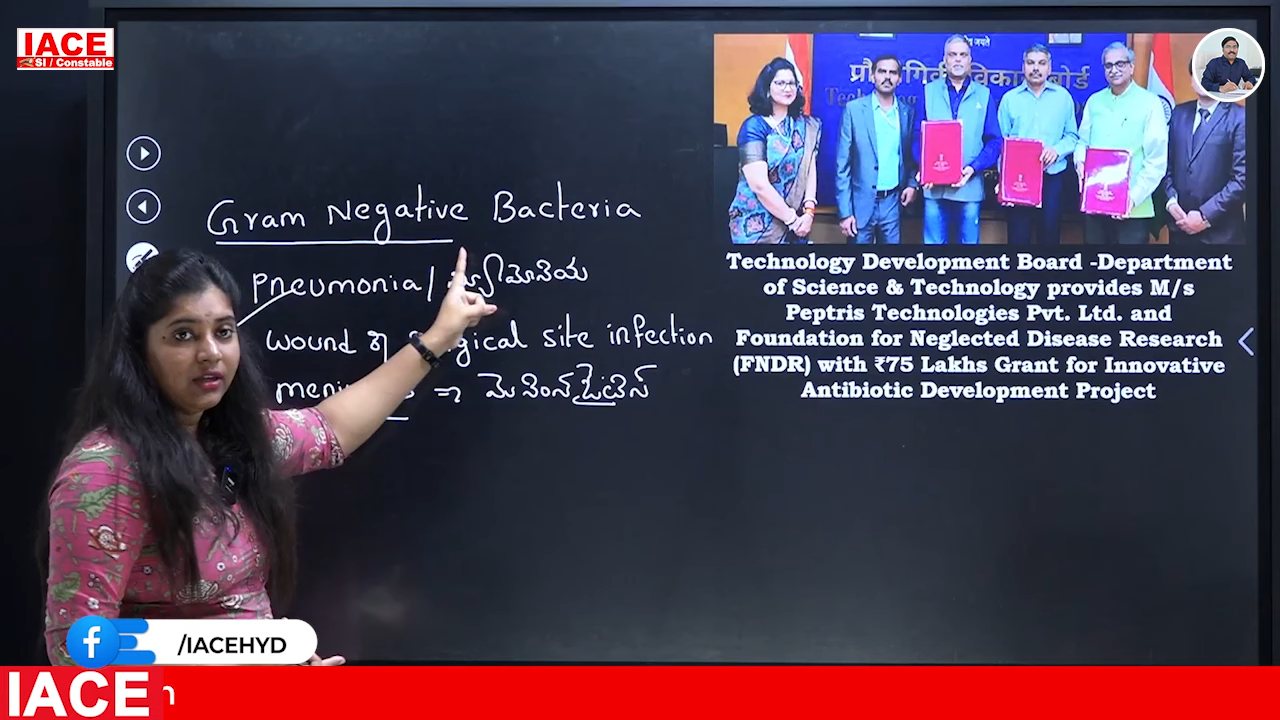 IACE
SI / Constable
Gram Negative Bacteria
Pneumonia /
wound or surgical site infection
మెనింన్జైటిస్
प्रौद्योगिकी विकास बोर्ड
Technology Development Board -Department
of Science & Technology provides M/s
Peptris Technologies Pvt. Ltd. and
Foundation for Neglected Disease Research
(FNDR) with ₹75 Lakhs Grant for Innovative
Antibiotic Development Project
f /IACEHYD
IACE